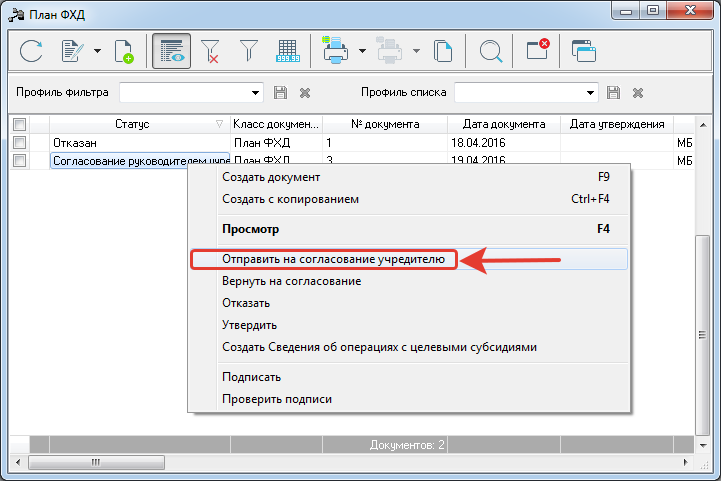 План ФХД
Профиль фильтра
Профиль списка
Статус Класс докумен... № документа Дата документа Дата утверждения
Отказан План ФХД 1 18.04.2016 МБ
Согласование руководителем План ФХД 3 19.04.2016 МБ
Создать документ F9
Создать с копированием Ctrl+F4
Просмотр F4
Отправить на согласование учредителю
Вернуть на согласование
Отказать
Утвердить
Создать Сведения об операциях с целевыми субсидиями
Подписать
Проверить подписи
Документов: 2